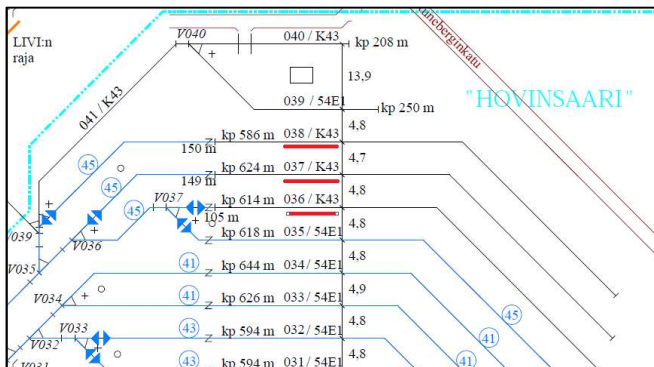 LIVI:n
raja
V040
040 / K43
kp 208 m
13,9
041 / K43
039 / 54E1
kp 250 m
"HOVINSAARI"
4,8
kp 586 m
038 / K43
150 m
4,7
45
kp 624 m
037 / K43
149 m
45
4,8
V037
kp 614 m
036 / K43
45
105 m
4,8
kp 618 m
035 / 54E1
V036
4,8
V035
41
kp 644 m
034 / 54E1
4,9
V034
41
kp 626 m
033 / 54E1
45
4,8
V033
43
kp 594 m
032 / 54E1
41
V032
4,8
43
kp 594 m
031 / 54E1
41